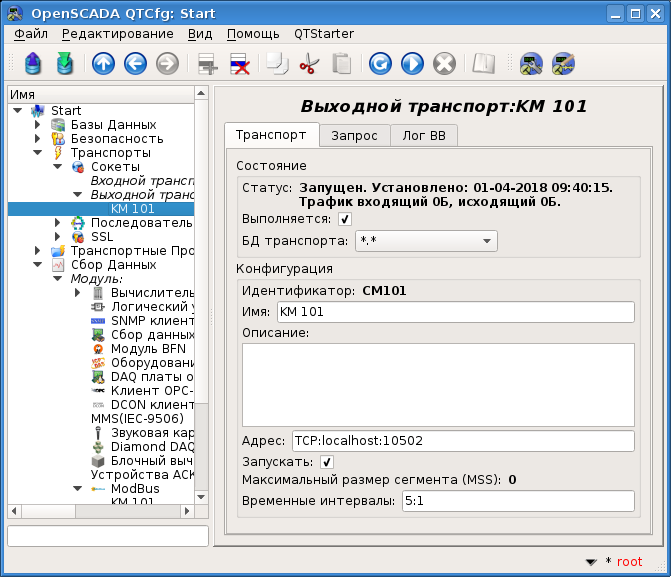 OpenSCADA QTCfg: Start
Файл Редактирование Вид Помощь QTStarter
Имя
Start
Базы Данных
Безопасность
Транспорты
Сокеты
Входной трансп
Выходной транс
KM 101
Последователь
SSL
Транспортные Про
Сбор Данных
Модуль:
Вычислитель
Логический у
SNMP клиент
Сбор данных
Модуль BFN
Оборудовани
DAQ платы о
Клиент OPC-
DCON клиент
MMS(IEC-9506)
Звуковая кар
Diamond DAQ
Блочный выч
Устройства АСК
ModBus
KM 101
Выходной транспорт:KM 101
Транспорт Запрос Лог ВВ
Состояние
Статус: Запущен. Установлено: 01-04-2018 09:40:15.
Трафик входящий 0Б, исходящий 0Б.
Выполняется:
БД транспорта: *.*
Конфигурация
Идентификатор: CM101
Имя: KM 101
Описание:
Адрес: TCP:localhost:10502
Запускать:
Максимальный размер сегмента (MSS): 0
Временные интервалы: 5:1
* root